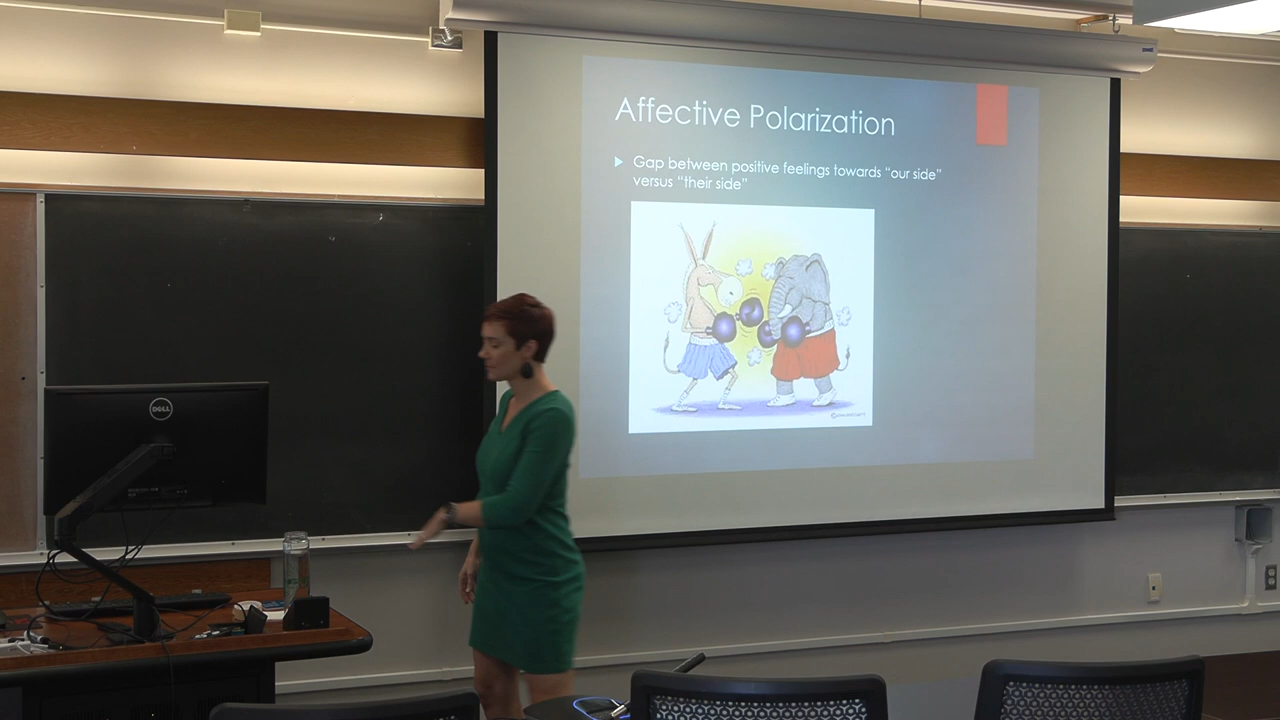 Affective Polarization
Gap between positive feelings towards “our side”
versus “their side”
DELL